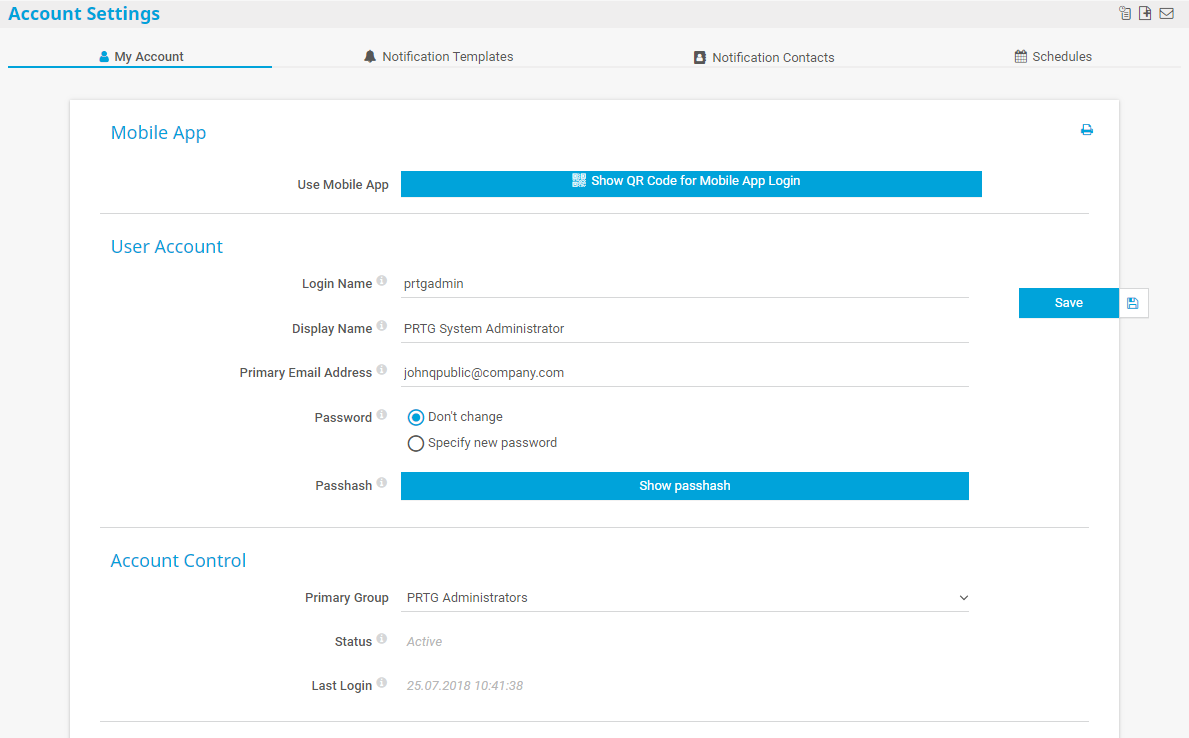 Account Settings
My Account
Notification Templates
Notification Contacts
Schedules
Mobile App
Use Mobile App
Show QR Code for Mobile App Login
User Account
Login Name
prtgadmin
Save
Display Name
PRTG System Administrator
Primary Email Address
johnqpublic@company.com
Password
Don't change
Specify new password
Passhash
Show passhash
Account Control
Primary Group
PRTG Administrators
Status
Active
Last Login
25.07.2018 10:41:38